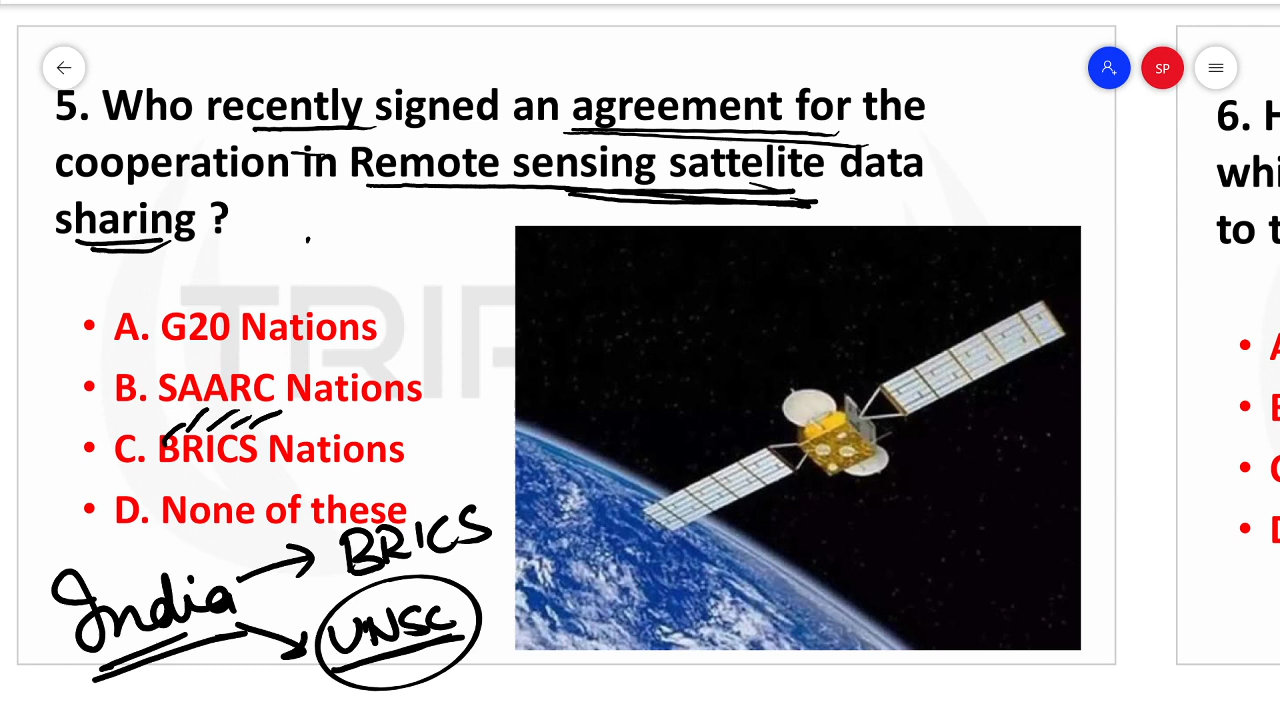 SP
5. Who recently signed an agreement for the
cooperation in Remote sensing sattelite data
sharing ?
• A. G20 Nations
• B. SAARC Nations
• C. BRICS Nations
• D. None of these
India → BRICS
UNSC
TRIF
6. H
whi
to t